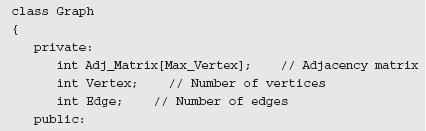 class Graph
{
private:
int Adj_Matrix[Max_Vertex]; // Adjacency matrix
int Vertex; // Number of vertices
int Edge; // Number of edges
public: